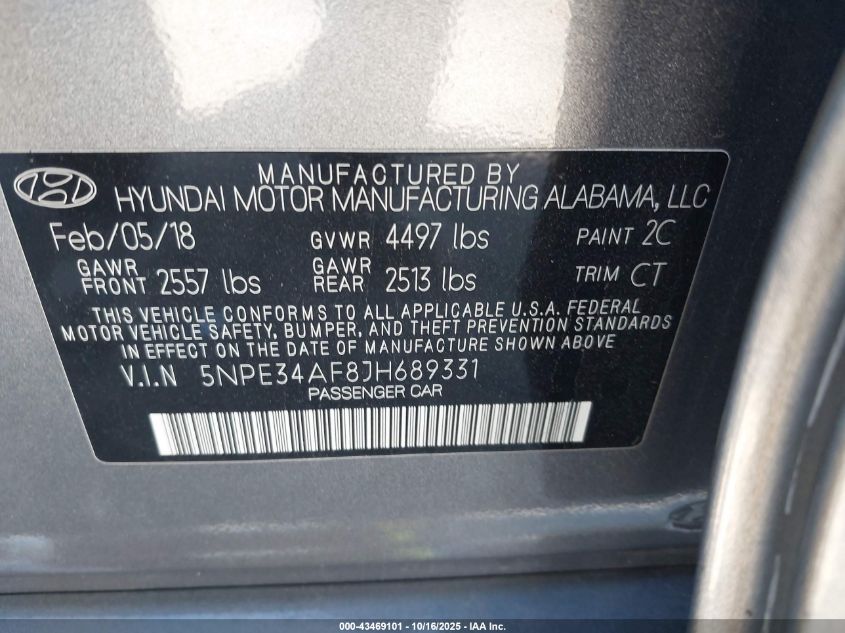 MANUFACTURED BY
HYUNDAI MOTOR MANUFACTURING ALABAMA, LLC
Feb/05/18 GVWR 4497 lbs PAINT 2C
GAWR FRONT 2557 lbs GAWR REAR 2513 lbs TRIM CT
THIS VEHICLE CONFORMS TO ALL APPLICABLE U.S.A. FEDERAL
MOTOR VEHICLE SAFETY, BUMPER, AND THEFT PREVENTION STANDARDS
IN EFFECT ON THE DATE OF MANUFACTURE SHOWN ABOVE.
V.I.N 5NPE34AF8JH689331
PASSENGER CAR
000-43469101 - 10/16/2025 - IAA Inc.